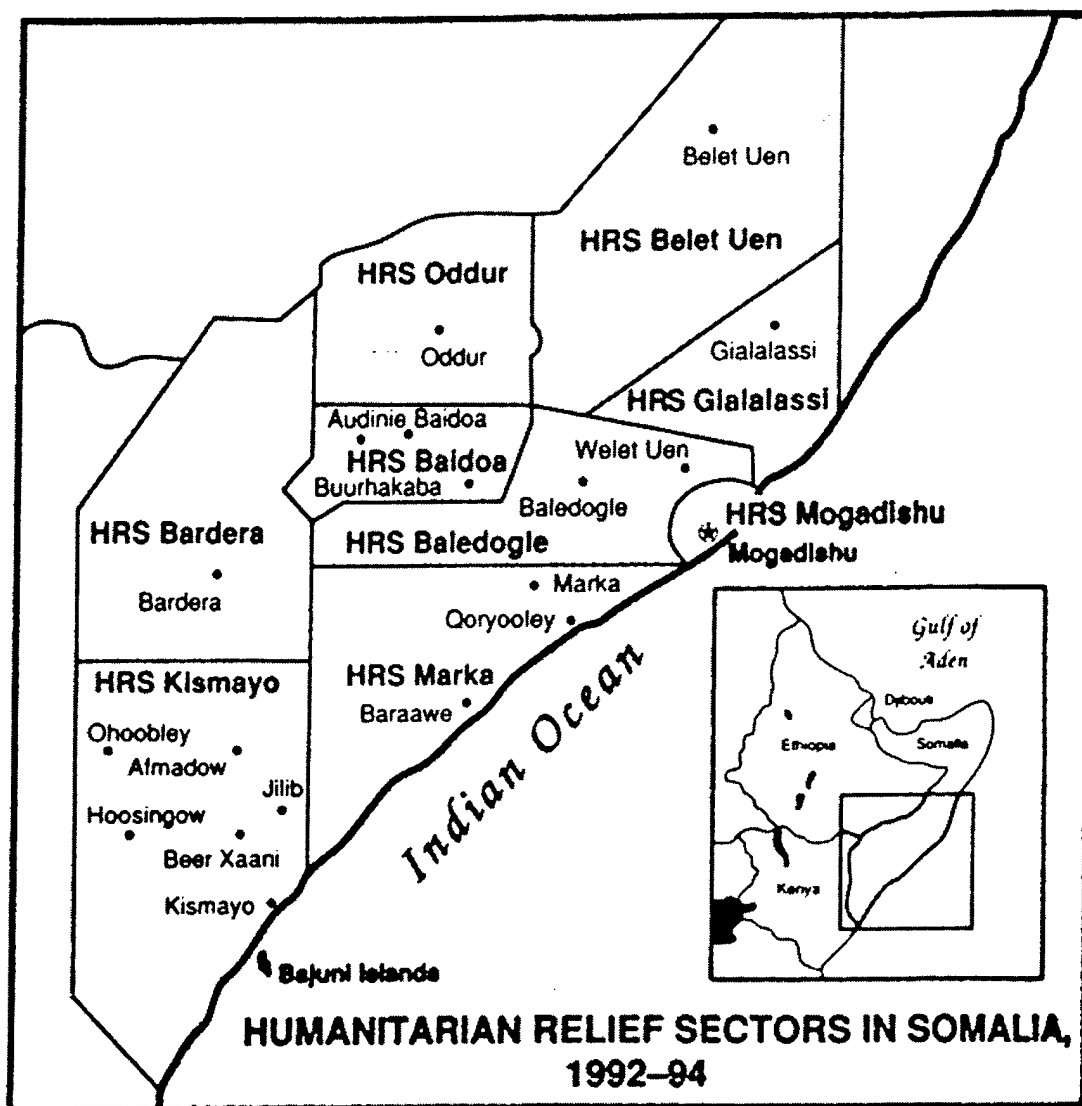 Belet Uen
HRS Belet Uen
HRS Oddur
Oddur
Gialalassi
HRS Gialalassi
Audinie Baidoa
HRS Baidoa
Buurhakaba
Welet Uen
Baledogle
HRS Baledogle
HRS Mogadishu
Mogadishu
HRS Bardera
Bardera
Marka
Qoryooley
HRS Marka
Baraawe
HRS Kismayo
Ohoobley
Afmadow
Jilib
Hoosingow
Beer Xaani
Kismayo
Bajuni Islands
Indian Ocean
Gulf of
Aden
Djibouti
Ethiopia
Somalia
Kenya
HUMANITARIAN RELIEF SECTORS IN SOMALIA,
1992–94